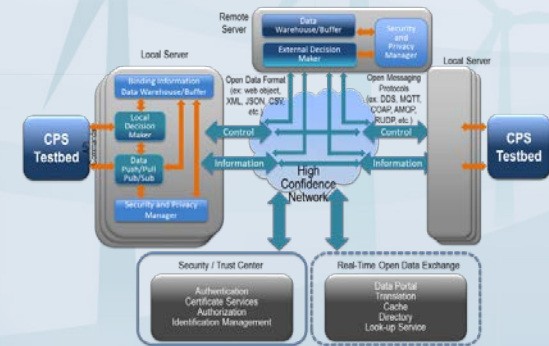 Remote
Server
Data
Warehouse/Buffer
External Decision
Maker
Security
and
Privacy
Manager
Local Server
Local Server
Binding Information
Data Warehouse/Buffer
Local
Decision
Maker
Data
Push/Pull
Pub/Sub
Security and Privacy
Manager
CPS
Testbed
Open Data Format
(ex: web object,
XML, JSON, CSV,
etc.)
Open Messaging
Protocols
(ex: DDS, MQTT,
COAP, AMQP,
RUDP, etc.)
Control
Control
Information
Information
High
Confidence
Network
CPS
Testbed
Security / Trust Center
Authentication
Certificate Services
Authorization
Identification Management
Real-Time Open Data Exchange
Data Portal
Translation
Cache
Directory
Look-up Service